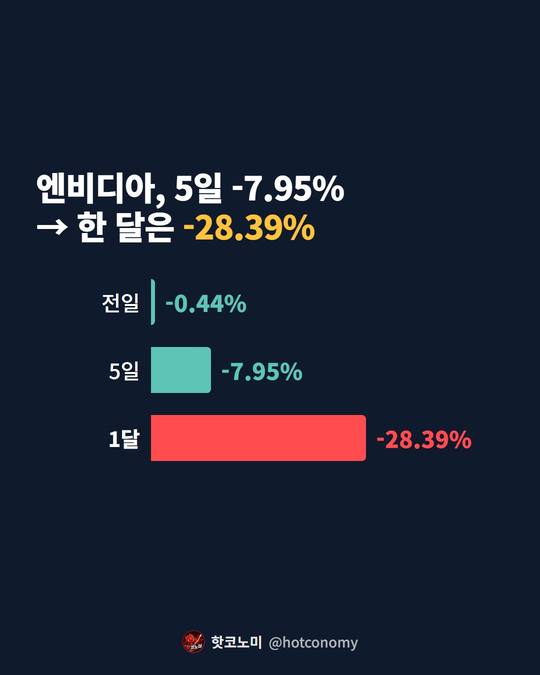 엔비디아, 5일 -7.95%
→ 한 달은 -28.39%
전일 -0.44%
5일 -7.95%
1달 -28.39%
핫코노미 @hotconomy